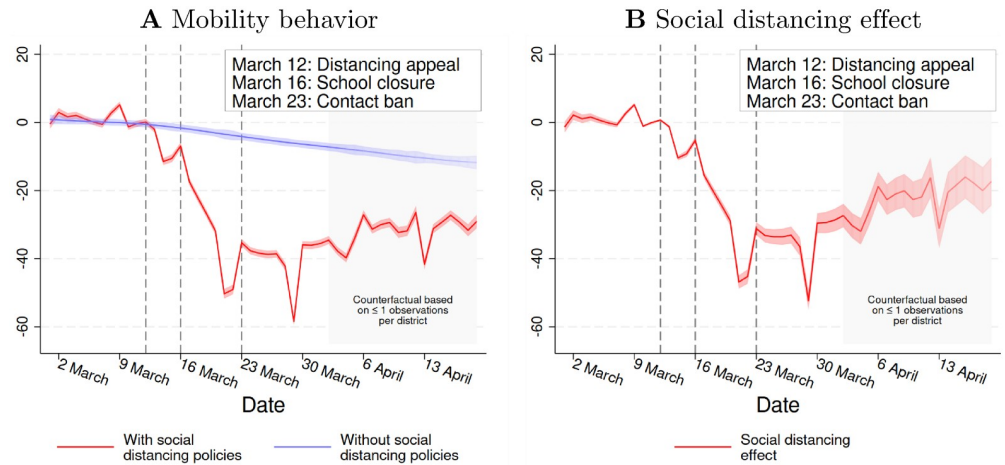 A Mobility behavior
20
0
-20
-40
-60
March 12: Distancing appeal
March 16: School closure
March 23: Contact ban
Counterfactual based
on ≤ 1 observations
per district
2 March
9 March
16 March
23 March
30 March
6 April
13 April
Date
With social
distancing policies
Without social
distancing policies
B Social distancing effect
20
0
-20
-40
-60
March 12: Distancing appeal
March 16: School closure
March 23: Contact ban
Counterfactual based
on ≤ 1 observations
per district
2 March
9 March
16 March
23 March
30 March
6 April
13 April
Date
Social distancing
effect